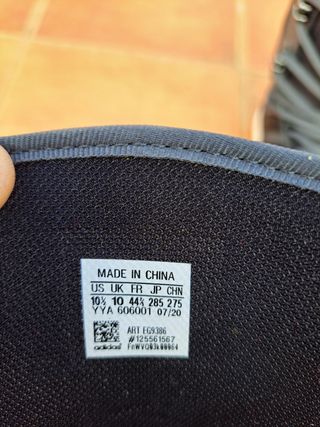 MADE IN CHINA
US UK FR JP CHN
10½ 10 44⅔ 285 275
YYA 606001 07/20
ART EG9386
#125561567
adidas